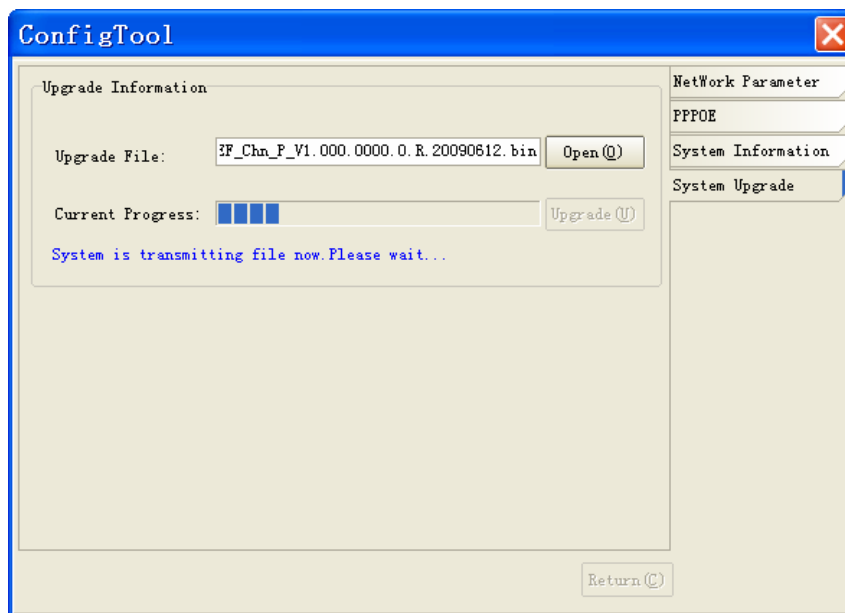 ConfigTool
Upgrade Information
Upgrade File:
F_Chn_P_V1.000.0000.0.R.20090612.bin
Open(O)
Current Progress:
Upgrade(U)
System is transmitting file now.Please wait...
NetWork Parameter
PPPOE
System Information
System Upgrade
Return(C)